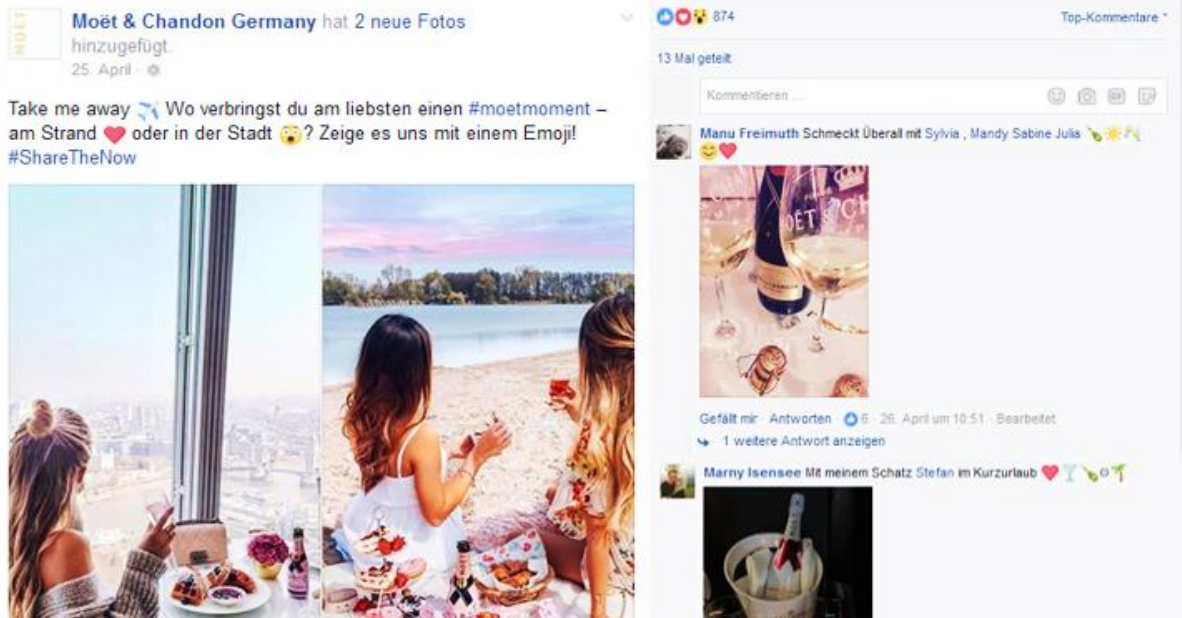 MOËT
Moët & Chandon Germany hat 2 neue Fotos
hinzugefügt.
25. April ·
Take me away ✈️ Wo verbringst du am liebsten einen #moetmoment –
am Strand ❤️ oder in der Stadt 😲? Zeige es uns mit einem Emoji!
#ShareTheNow
874
Top-Kommentare
13 Mal geteilt
Kommentieren ...
Manu Freimuth Schmeckt Überall mit Sylvia , Mandy Sabine Julia 🍾☀️🥂
😊❤️
MOËT & CH
Gefällt mir · Antworten · 6 · 26. April um 10:51 · Bearbeitet
1 weitere Antwort anzeigen
Marny Isensee Mit meinem Schatz Stefan im Kurzurlaub ❤️🍸🍾🌴